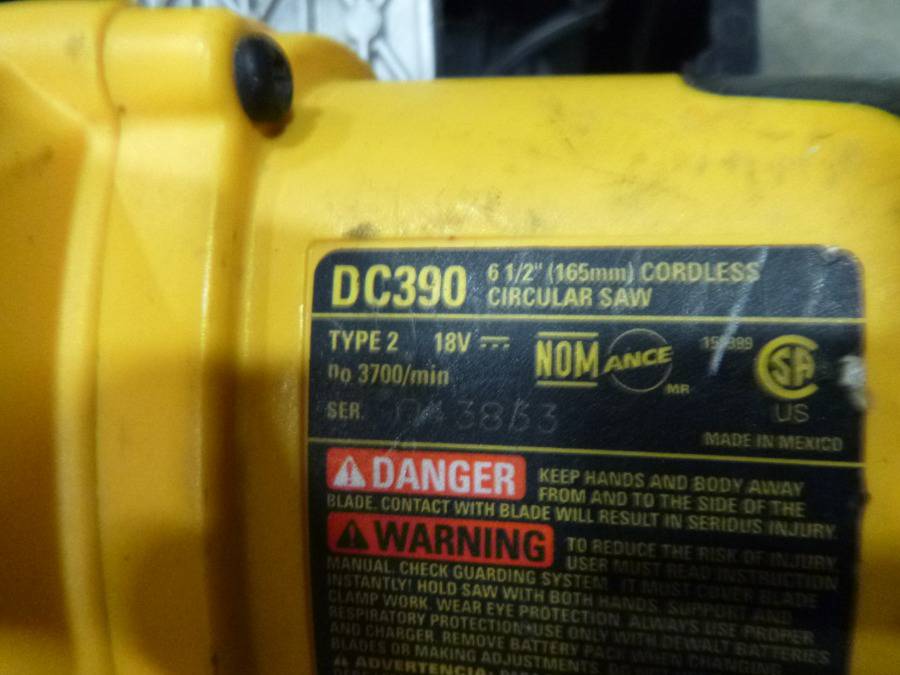 DC390 6 1/2" (165mm) CORDLESS
CIRCULAR SAW
TYPE 2 18V NOM ANCE SA
no 3700/min MR US
SER. MADE IN MEXICO
DANGER KEEP HANDS AND BODY AWAY
FROM AND TO THE SIDE OF THE
BLADE. CONTACT WITH BLADE WILL RESULT IN SERIOUS INJURY.
WARNING TO REDUCE THE RISK OF INJURY
USER MUST READ INSTRUCTION
MANUAL. CHECK GUARDING SYSTEM. IT MUST COVER BLADE
INSTANTLY! HOLD SAW WITH BOTH HANDS. SUPPORT AND
CLAMP WORK. WEAR EYE PROTECTION. ALWAYS USE PROPER
RESPIRATORY PROTECTION. USE ONLY WITH DEWALT BATTERIES
AND CHARGER. REMOVE BATTERY PACK WHEN CHANGING
BLADES OR MAKING ADJUSTMENTS.
ADVERTENCIA: